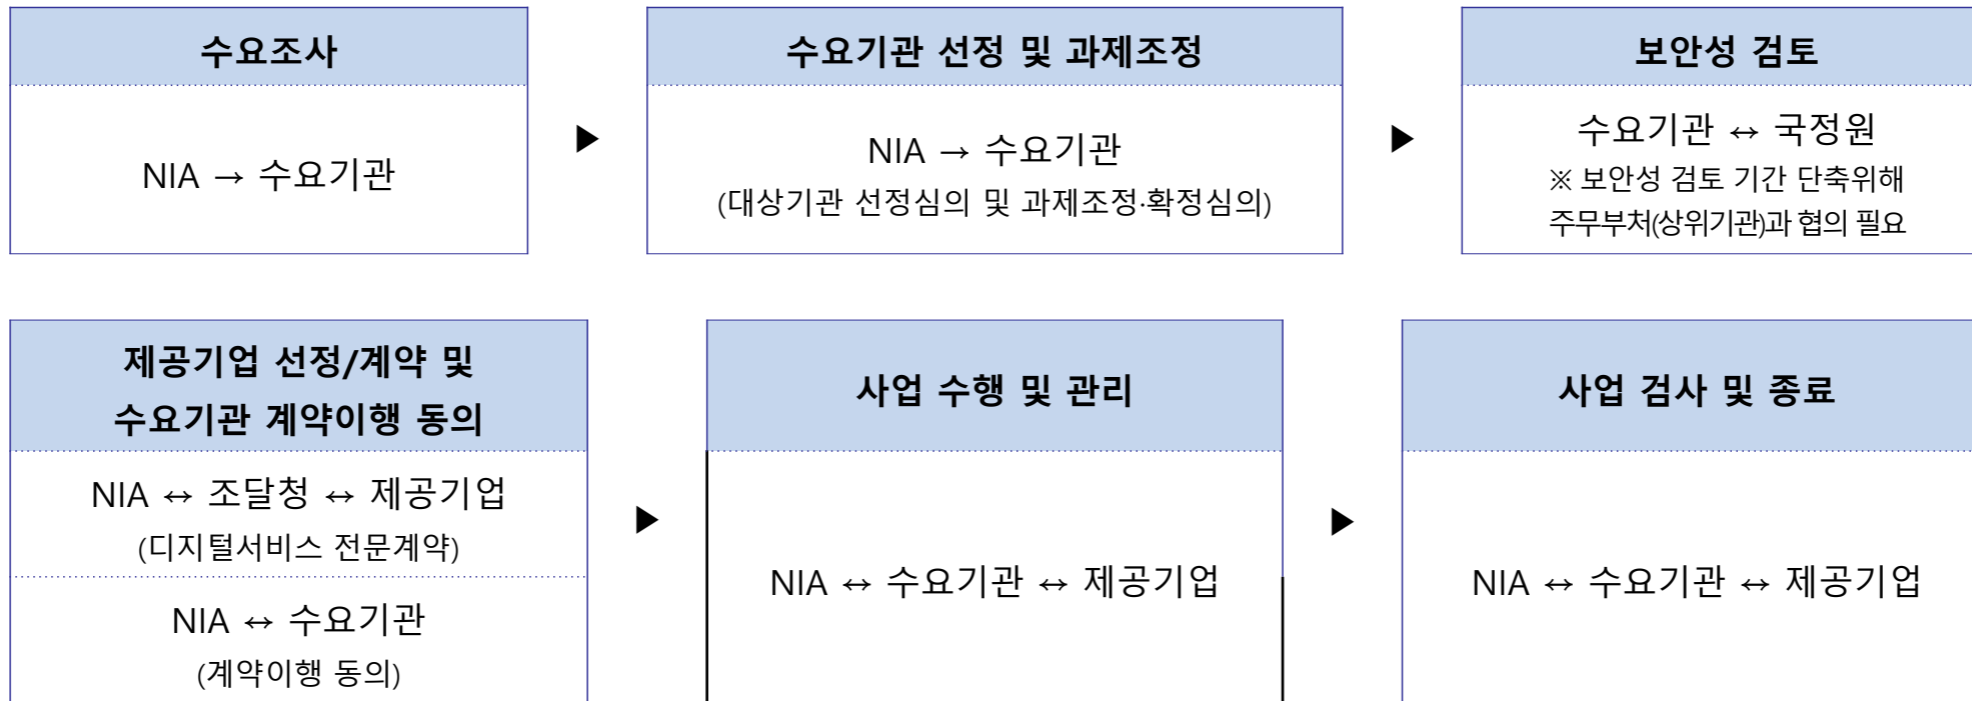 수요조사
NIA → 수요기관
▶
수요기관 선정 및 과제조정
NIA → 수요기관
(대상기관 선정심의 및 과제조정·확정심의)
▶
보안성 검토
수요기관 ↔ 국정원
※ 보안성 검토 기간 단축위해
주무부처(상위기관)과 협의 필요
제공기업 선정/계약 및
수요기관 계약이행 동의
NIA ↔ 조달청 ↔ 제공기업
(디지털서비스 전문계약)
NIA ↔ 수요기관
(계약이행 동의)
▶
사업 수행 및 관리
NIA ↔ 수요기관 ↔ 제공기업
▶
사업 검사 및 종료
NIA ↔ 수요기관 ↔ 제공기업